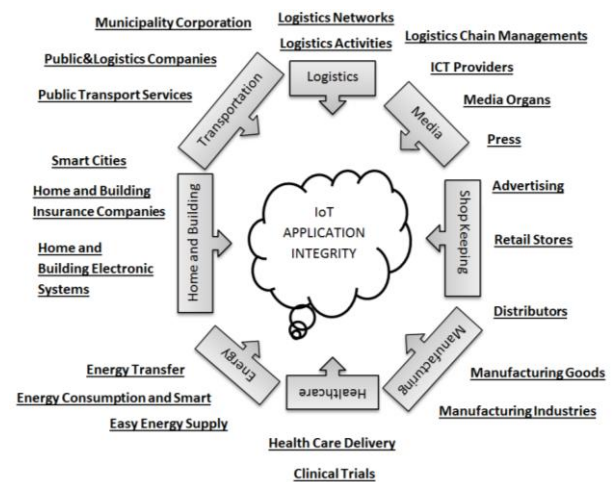 Municipality Corporation
Public&Logistics Companies
Public Transport Services
Transportation
Logistics Networks
Logistics Activities
Logistics
Logistics Chain Managements
ICT Providers
Media Organs
Press
Media
Advertising
Retail Stores
Distributors
Shop Keeping
Manufacturing Goods
Manufacturing Industries
Manufacturing
Healthcare
Health Care Delivery
Clinical Trials
Energy
Energy Transfer
Energy Consumption and Smart
Easy Energy Supply
Home and Building
Smart Cities
Home and Building
Insurance Companies
Home and
Building Electronic
Systems
IoT
APPLICATION
INTEGRITY